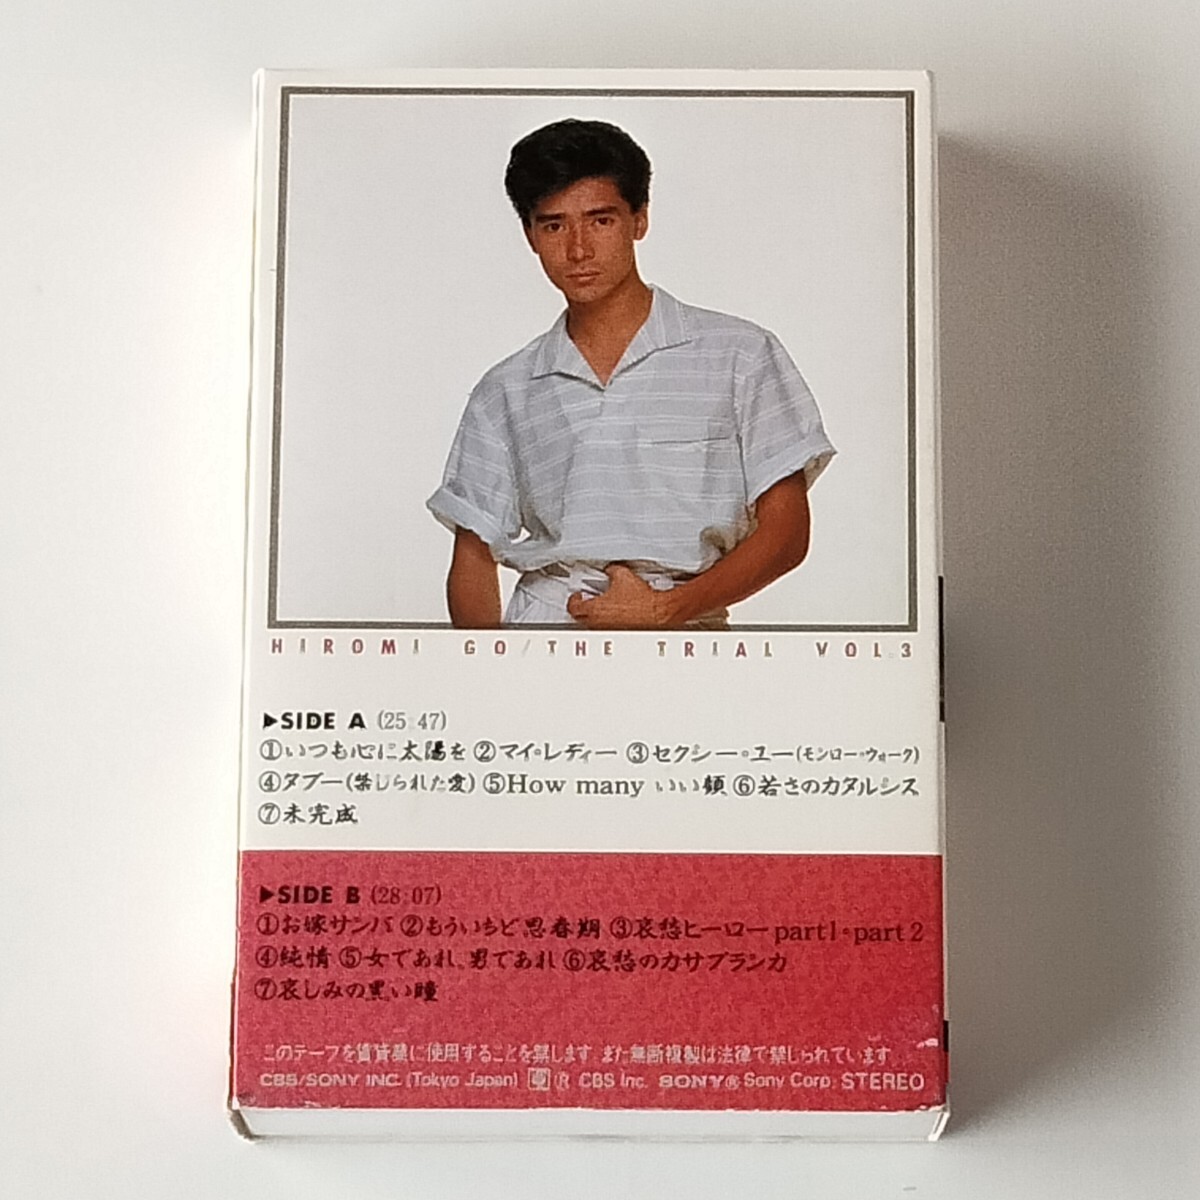 HIROMI GO/THE TRIAL VOL.3
▶SIDE A (25:47)
①いつも心に太陽を ②マイ・レディー ③セクシー・ユー(モンロー・ウォーク)
④タブー(禁じられた愛) ⑤How many いい顔 ⑥若さのカタルシス
⑦未完成
▶SIDE B (28:07)
①お嫁サンバ ②もういちど思春期 ③哀愁ヒーローpart1・part2
④純情 ⑤女であれ、男であれ ⑥哀愁のカサブランカ
⑦哀しみの黒い瞳
このテープを賃貸業に使用することを禁じます。また無断複製は法律で禁じられています。
CBS/SONY INC. (Tokyo Japan) ℗ CBS Inc. SONY® Sony Corp. STEREO